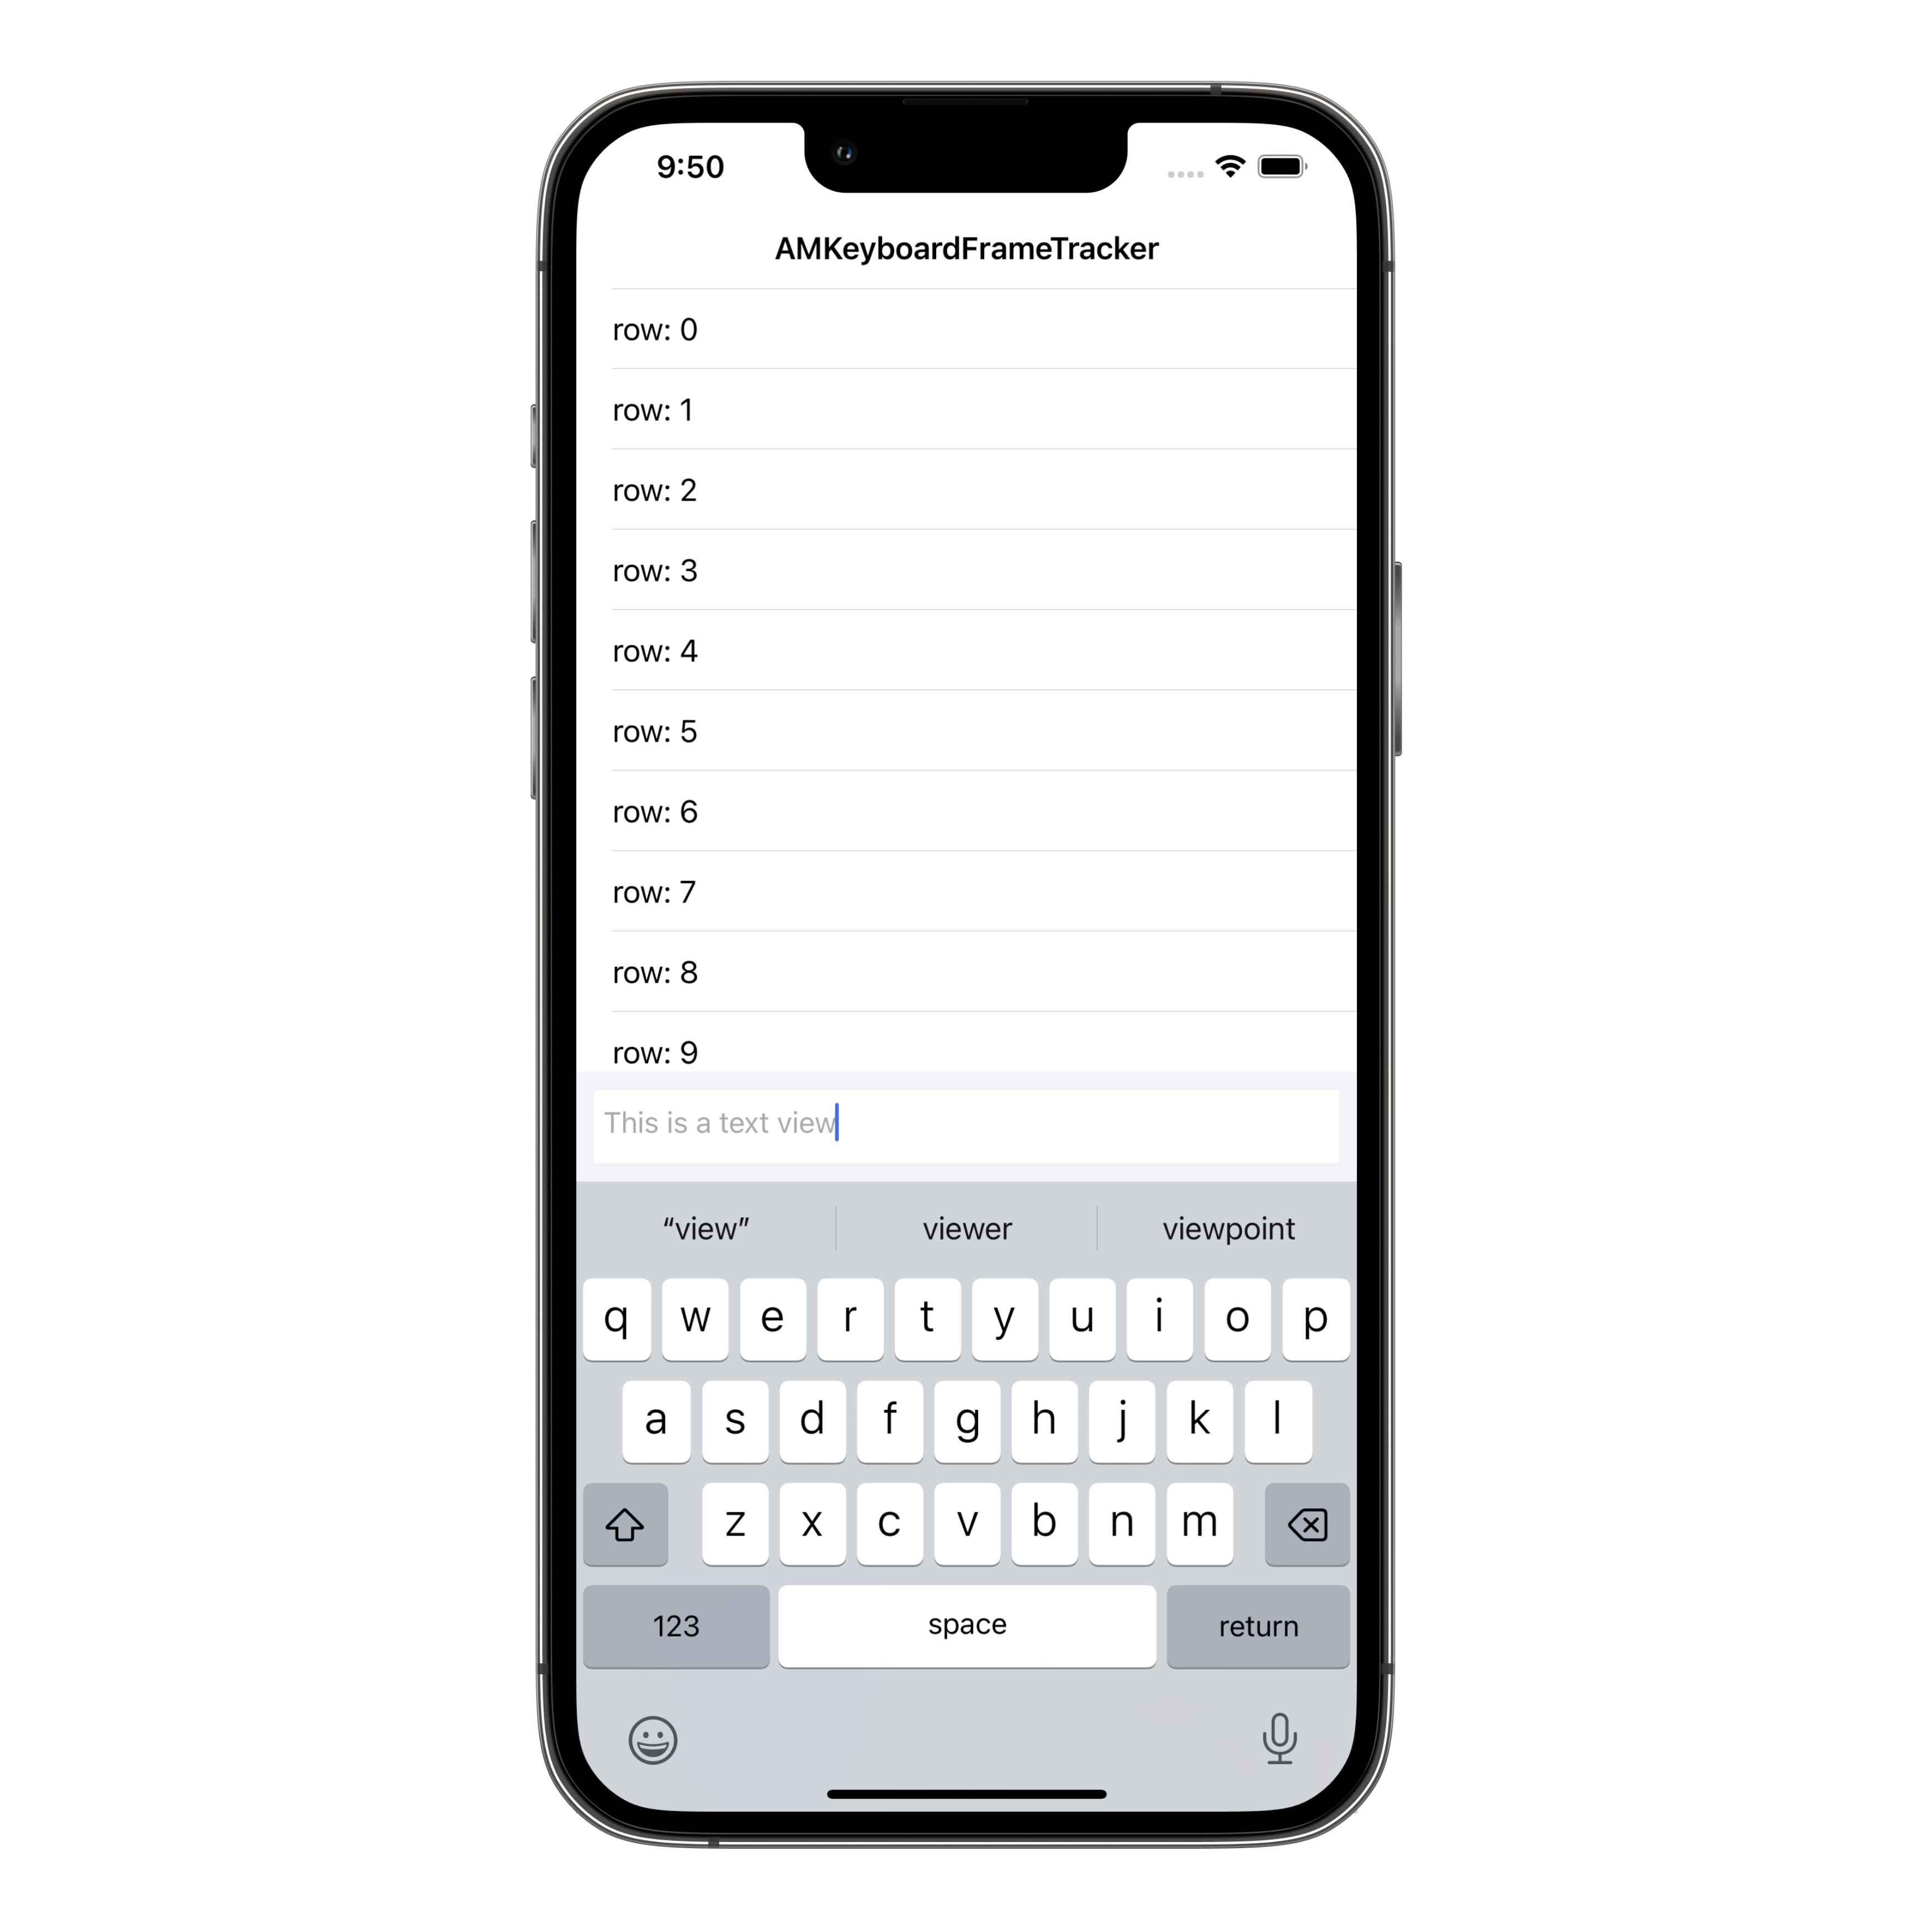 9:50
AMKeyboardFrameTracker
row: 0
row: 1
row: 2
row: 3
row: 4
row: 5
row: 6
row: 7
row: 8
row: 9
This is a text view
“view” viewer viewpoint
q w e r t y u i o p
a s d f g h j k l
z x c v b n m
123 space return